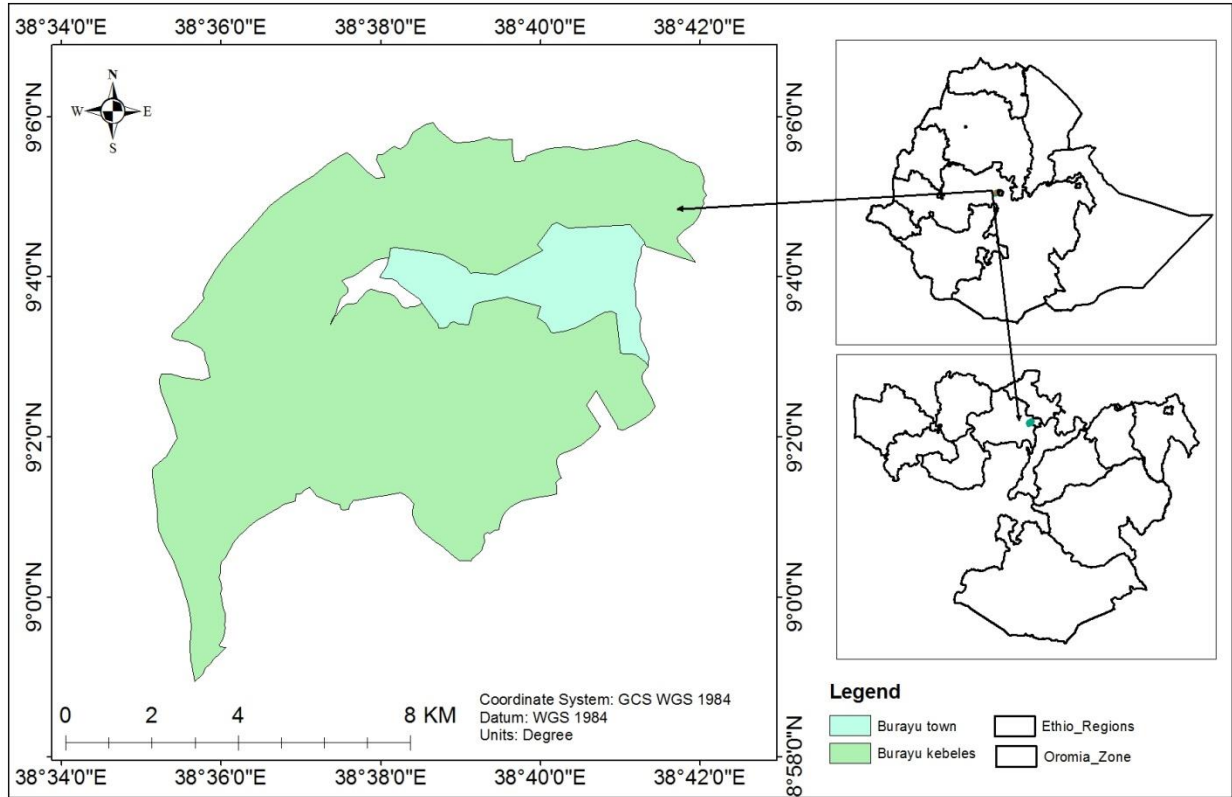 38°34'0"E 38°36'0"E 38°38'0"E 38°40'0"E 38°42'0"E
N
W E
S
9°6'0"N
9°4'0"N
9°2'0"N
9°0'0"N
9°6'0"N
9°4'0"N
9°2'0"N
9°0'0"N
8°58'0"N
0 2 4 8 KM
Coordinate System: GCS WGS 1984
Datum: WGS 1984
Units: Degree
38°34'0"E 38°36'0"E 38°38'0"E 38°40'0"E 38°42'0"E
Legend
Burayu town
Burayu kebeles
Ethio_Regions
Oromia_Zone